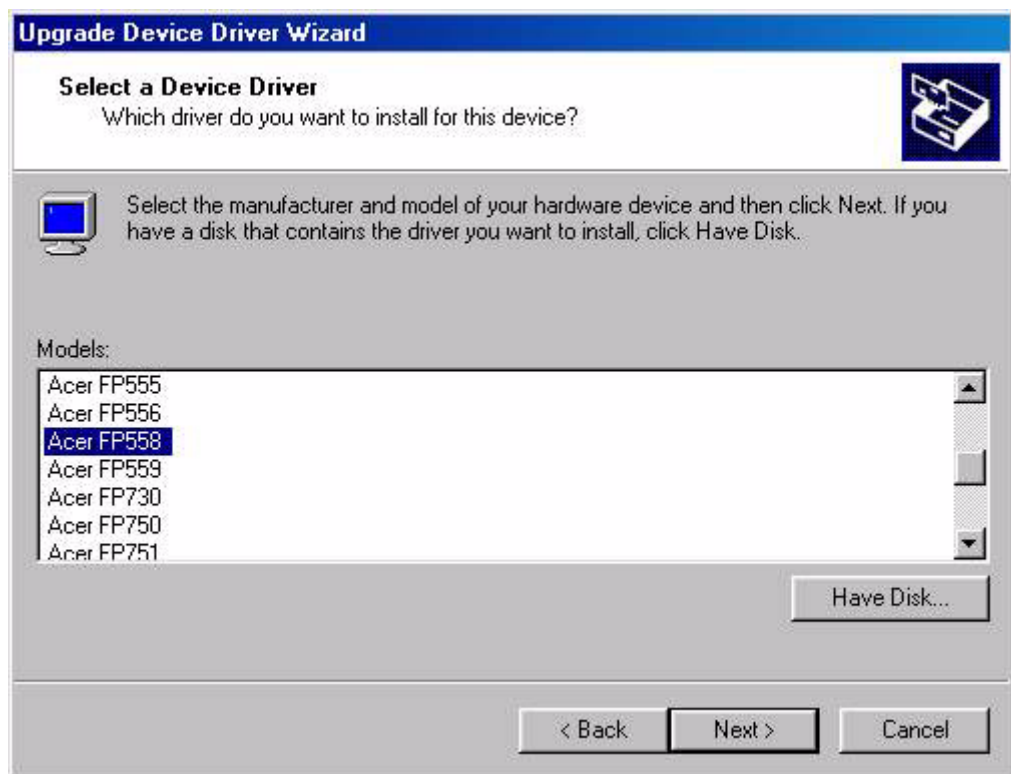 Upgrade Device Driver Wizard
Select a Device Driver
Which driver do you want to install for this device?
Select the manufacturer and model of your hardware device and then click Next. If you
have a disk that contains the driver you want to install, click Have Disk.
Models:
Acer FP555
Acer FP556
Acer FP558
Acer FP559
Acer FP730
Acer FP750
Acer FP751
Have Disk...
< Back
Next >
Cancel